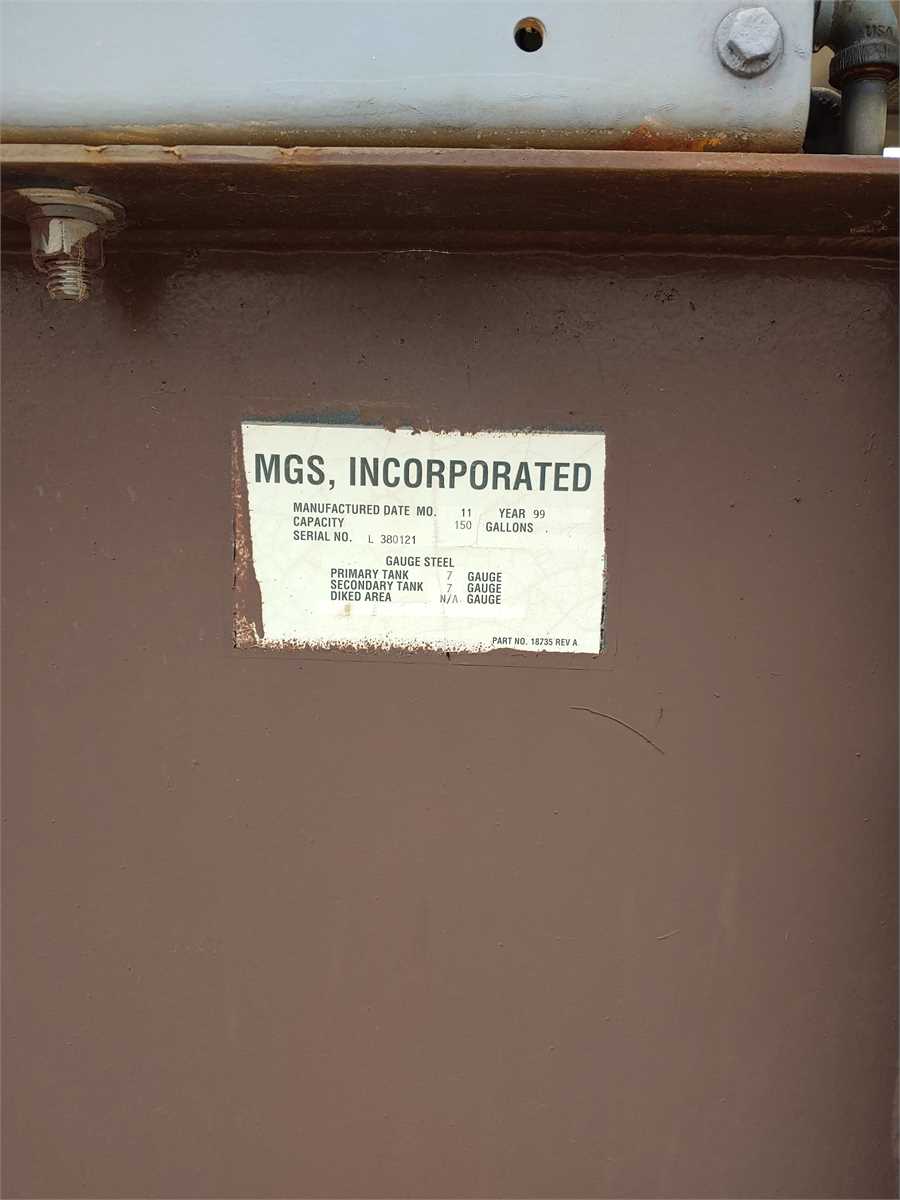 USA
MGS, INCORPORATED
MANUFACTURED DATE MO. 11 YEAR 99
CAPACITY 150 GALLONS .
SERIAL NO. L 380121
GAUGE STEEL
PRIMARY TANK 7 GAUGE
SECONDARY TANK 7 GAUGE
DIKED AREA N/A GAUGE
PART NO. 18735 REV A